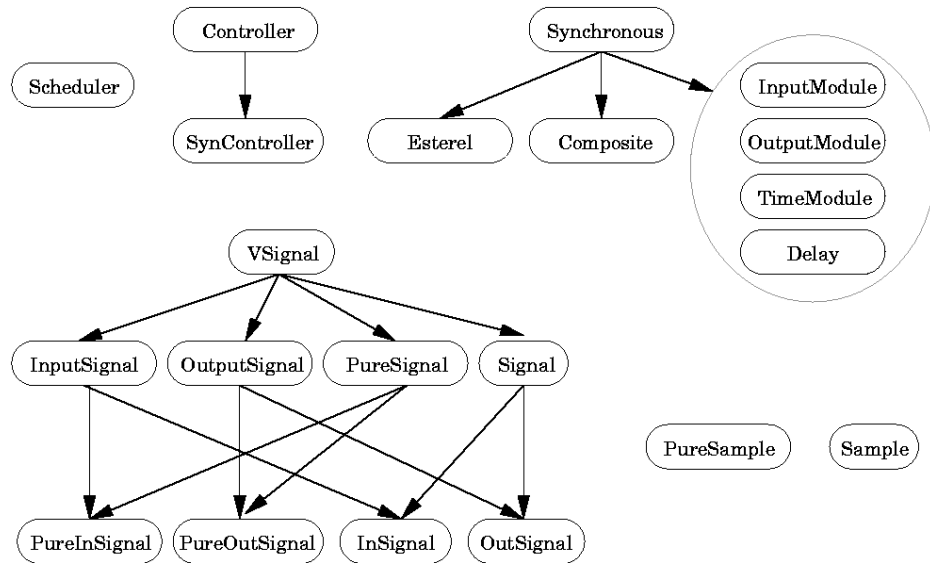 Controller
Synchronous
Scheduler
InputModule
SynController
Esterel
Composite
OutputModule
TimeModule
VSignal
Delay
InputSignal
OutputSignal
PureSignal
Signal
PureSample
Sample
PureInSignal
PureOutSignal
InSignal
OutSignal